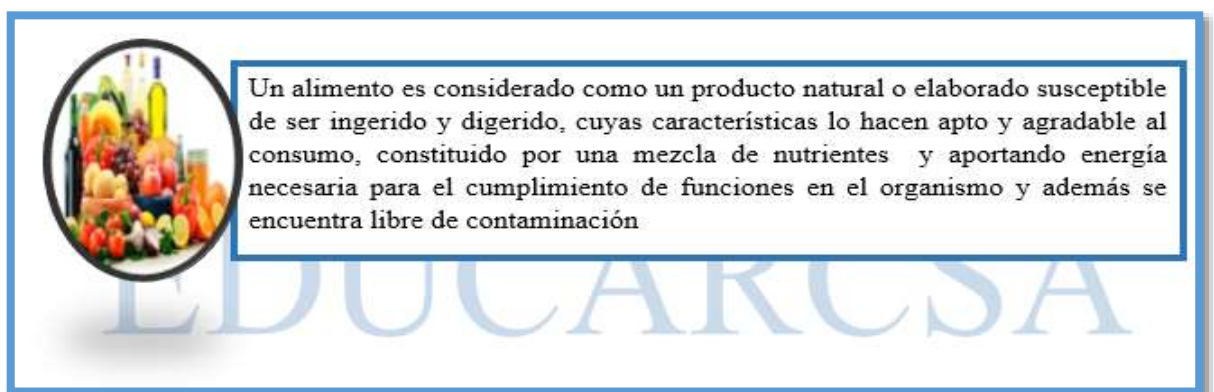 Un alimento es considerado como un producto natural o elaborado susceptible
de ser ingerido y digerido, cuyas características lo hacen apto y agradable al
consumo, constituido por una mezcla de nutrientes y aportando energía
necesaria para el cumplimiento de funciones en el organismo y además se
encuentra libre de contaminación
EDUCARCSA